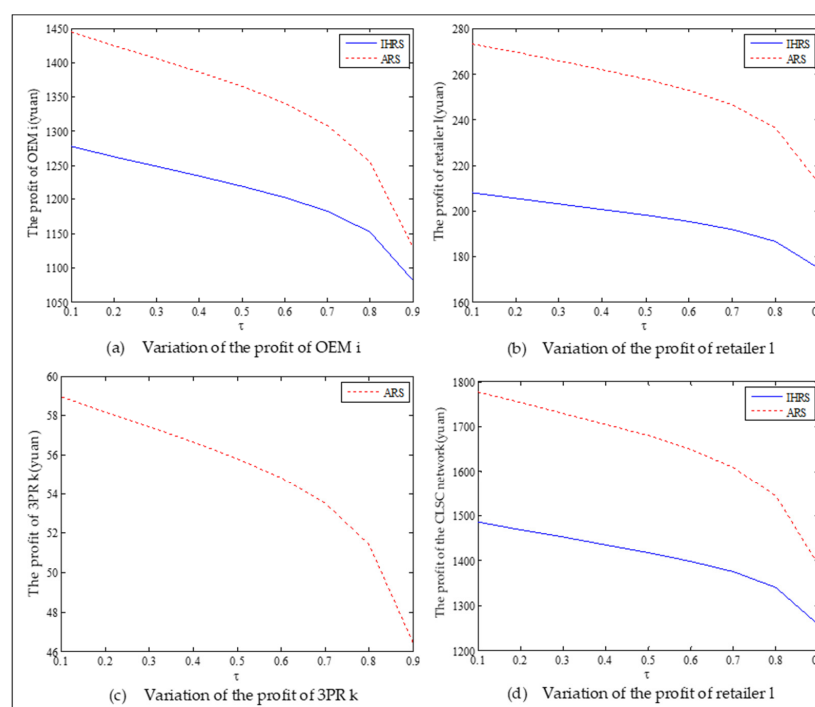 1450
1400
1350
1300
1250
1200
1150
1100
1050
The profit of OEM i(yuan)
IHRS
ARS
0.1 0.2 0.3 0.4 0.5 0.6 0.7 0.8 0.9
τ
(a) Variation of the profit of OEM i
280
260
240
220
200
180
160
The profit of retailer l(yuan)
IHRS
ARS
0.1 0.2 0.3 0.4 0.5 0.6 0.7 0.8 0.9
τ
(b) Variation of the profit of retailer l
60
58
56
54
52
50
48
46
The profit of 3PR k(yuan)
ARS
0.1 0.2 0.3 0.4 0.5 0.6 0.7 0.8 0.9
τ
(c) Variation of the profit of 3PR k
1800
1700
1600
1500
1400
1300
1200
The profit of the CLSC network(yuan)
IHRS
ARS
0.1 0.2 0.3 0.4 0.5 0.6 0.7 0.8 0.9
τ
(d) Variation of the profit of retailer l